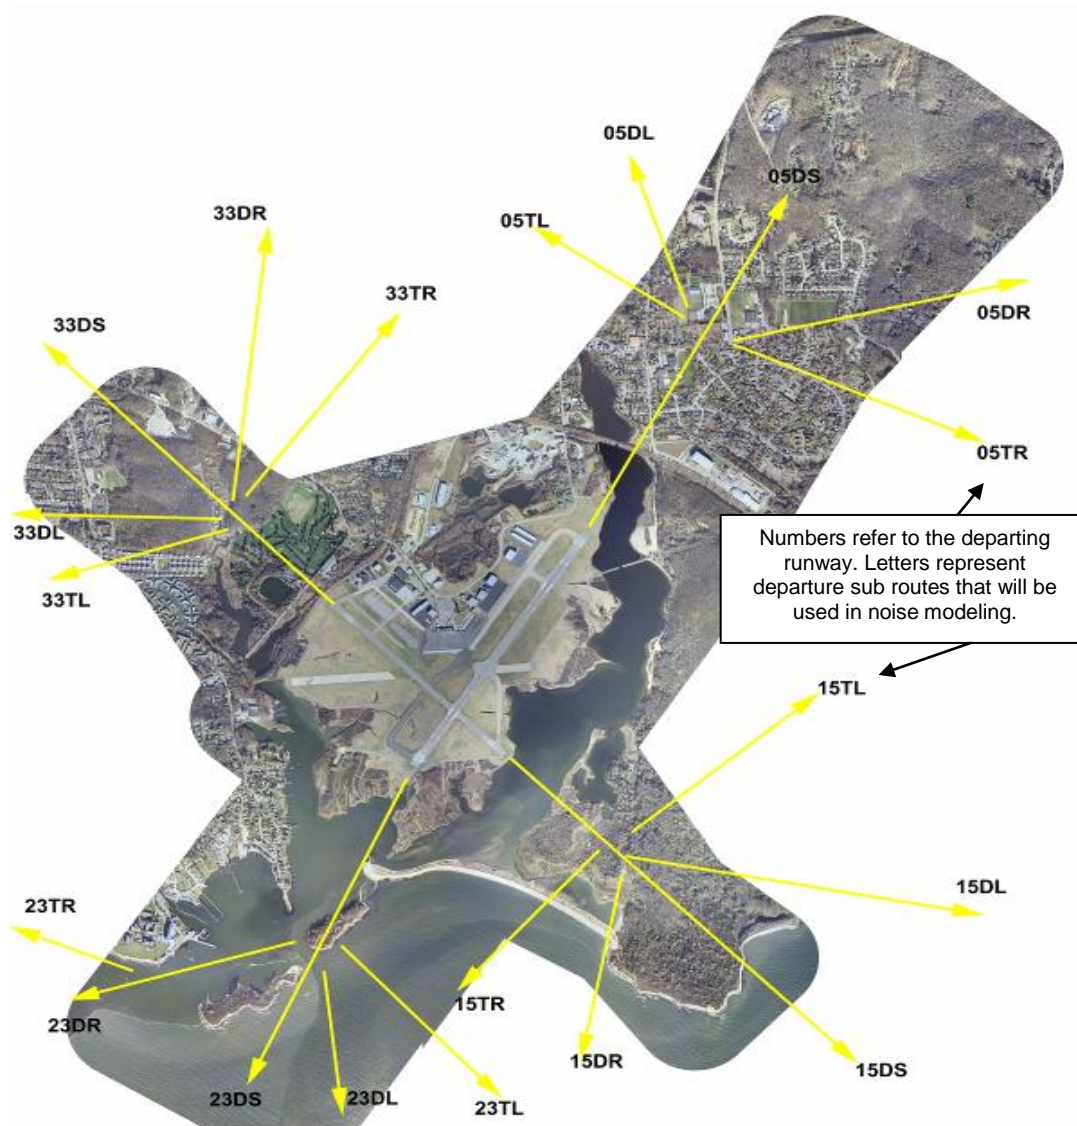 05DL
05DS
33DR
05TL
33TR
05DR
33DS
05TR
33DL
Numbers refer to the departing
runway. Letters represent
departure sub routes that will be
used in noise modeling.
33TL
15TL
15DL
23TR
15TR
23DR
15DR
15DS
23DS
23DL
23TL